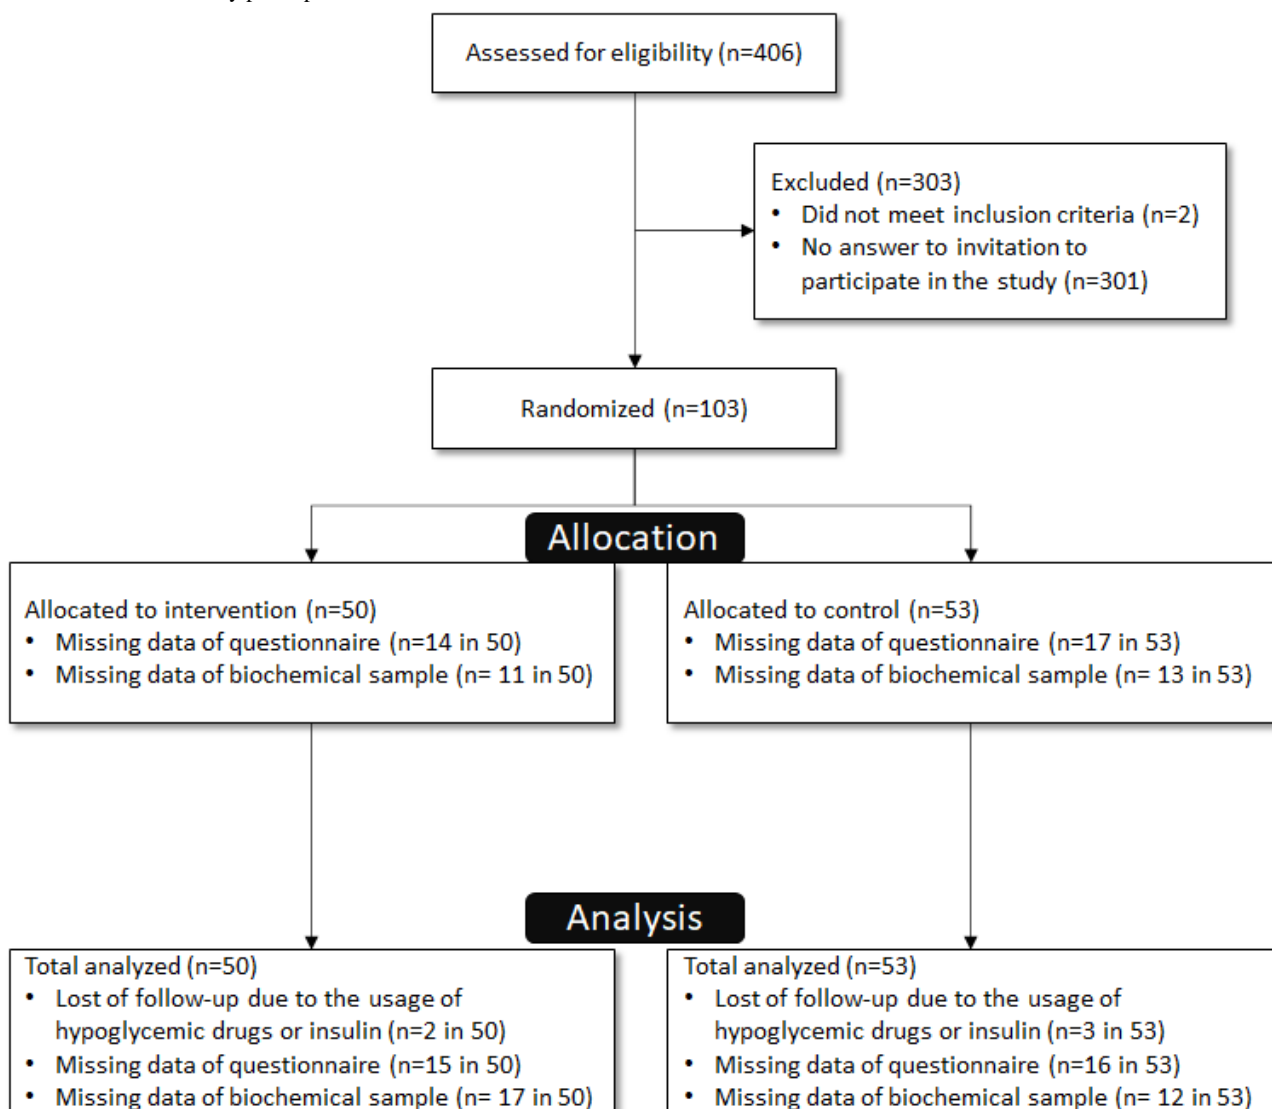 Assessed for eligibility (n=406)
Excluded (n=303)
• Did not meet inclusion criteria (n=2)
• No answer to invitation to
participate in the study (n=301)
Randomized (n=103)
Allocation
Allocated to intervention (n=50)
• Missing data of questionnaire (n=14 in 50)
• Missing data of biochemical sample (n= 11 in 50)
Allocated to control (n=53)
• Missing data of questionnaire (n=17 in 53)
• Missing data of biochemical sample (n= 13 in 53)
Analysis
Total analyzed (n=50)
• Lost of follow-up due to the usage of
hypoglycemic drugs or insulin (n=2 in 50)
• Missing data of questionnaire (n=15 in 50)
• Missing data of biochemical sample (n= 17 in 50)
Total analyzed (n=53)
• Lost of follow-up due to the usage of
hypoglycemic drugs or insulin (n=3 in 53)
• Missing data of questionnaire (n=16 in 53)
• Missing data of biochemical sample (n= 12 in 53)